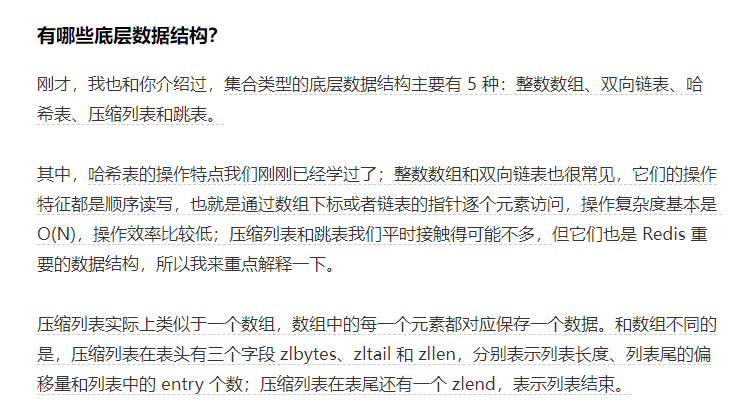 有哪些底层数据结构？
刚才，我也和你介绍过，集合类型的底层数据结构主要有 5 种：整数数组、双向链表、哈
希表、压缩列表和跳表。
其中，哈希表的操作特点我们刚刚已经学过了；整数数组和双向链表也很常见，它们的操作
特征都是顺序读写，也就是通过数组下标或者链表的指针逐个元素访问，操作复杂度基本是
O(N)，操作效率比较低；压缩列表和跳表我们平时接触得可能不多，但它们也是 Redis 重
要的数据结构，所以我来重点解释一下。
压缩列表实际上类似于一个数组，数组中的每一个元素都对应保存一个数据。和数组不同的
是，压缩列表在表头有三个字段 zlbytes、zltail 和 zllen，分别表示列表长度、列表尾的偏
移量和列表中的 entry 个数；压缩列表在表尾还有一个 zlend，表示列表结束。